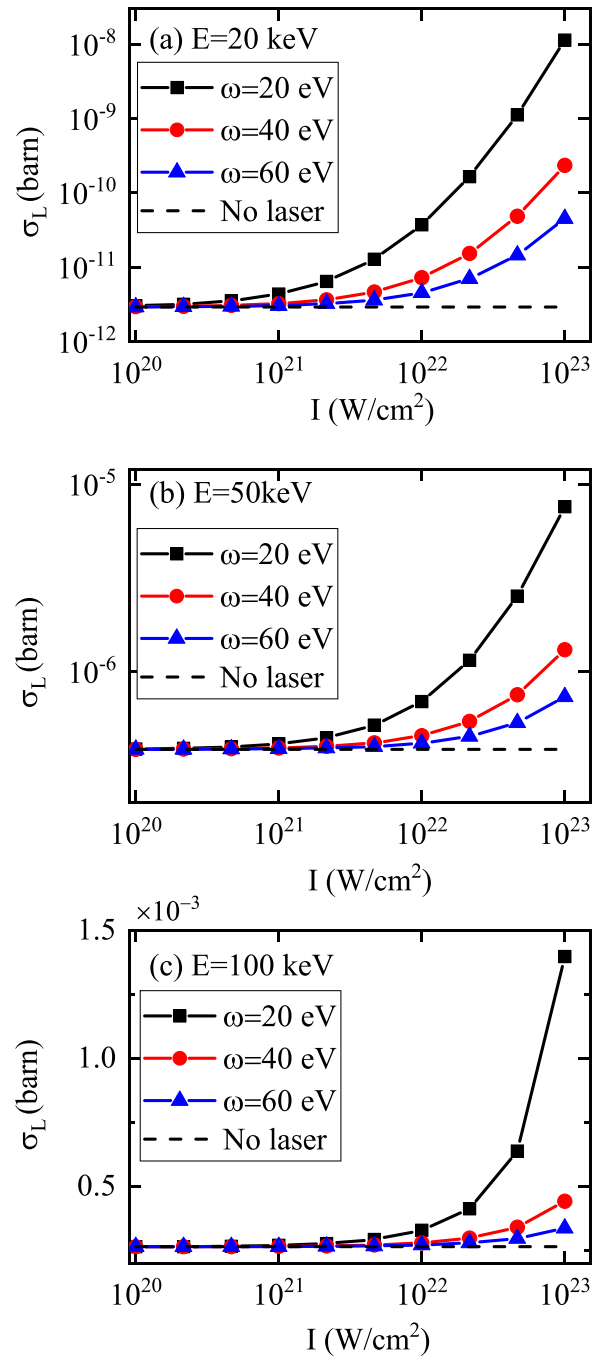 (a) E=20 keV
ω=20 eV
ω=40 eV
ω=60 eV
No laser
10⁻⁸
10⁻⁹
10⁻¹⁰
10⁻¹¹
10⁻¹²
σ_L (barn)
10²⁰ 10²¹ 10²² 10²³
I (W/cm²)
(b) E=50keV
ω=20 eV
ω=40 eV
ω=60 eV
No laser
10⁻⁵
10⁻⁶
σ_L (barn)
10²⁰ 10²¹ 10²² 10²³
I (W/cm²)
×10⁻³
(c) E=100 keV
ω=20 eV
ω=40 eV
ω=60 eV
No laser
1.5
1.0
0.5
σ_L (barn)
10²⁰ 10²¹ 10²² 10²³
I (W/cm²)